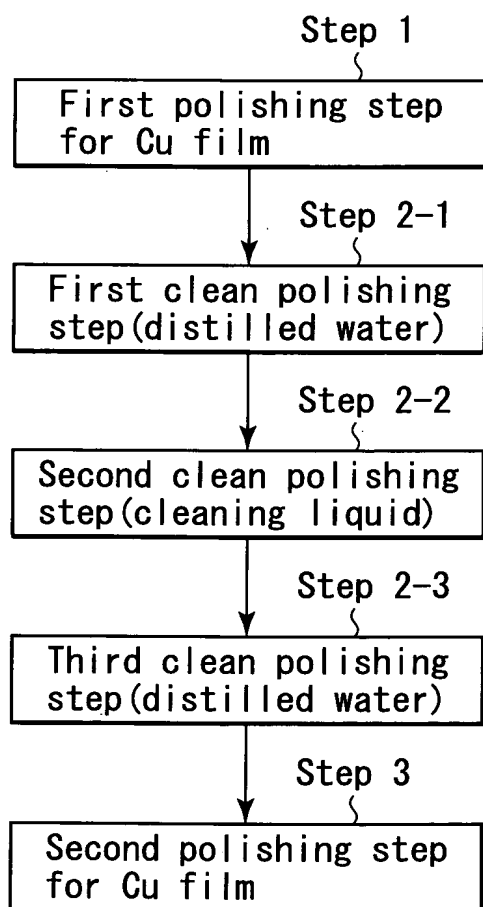 Step 1
First polishing step
for Cu film
Step 2-1
First clean polishing
step(distilled water)
Step 2-2
Second clean polishing
step(cleaning liquid)
Step 2-3
Third clean polishing
step(distilled water)
Step 3
Second polishing step
for Cu film